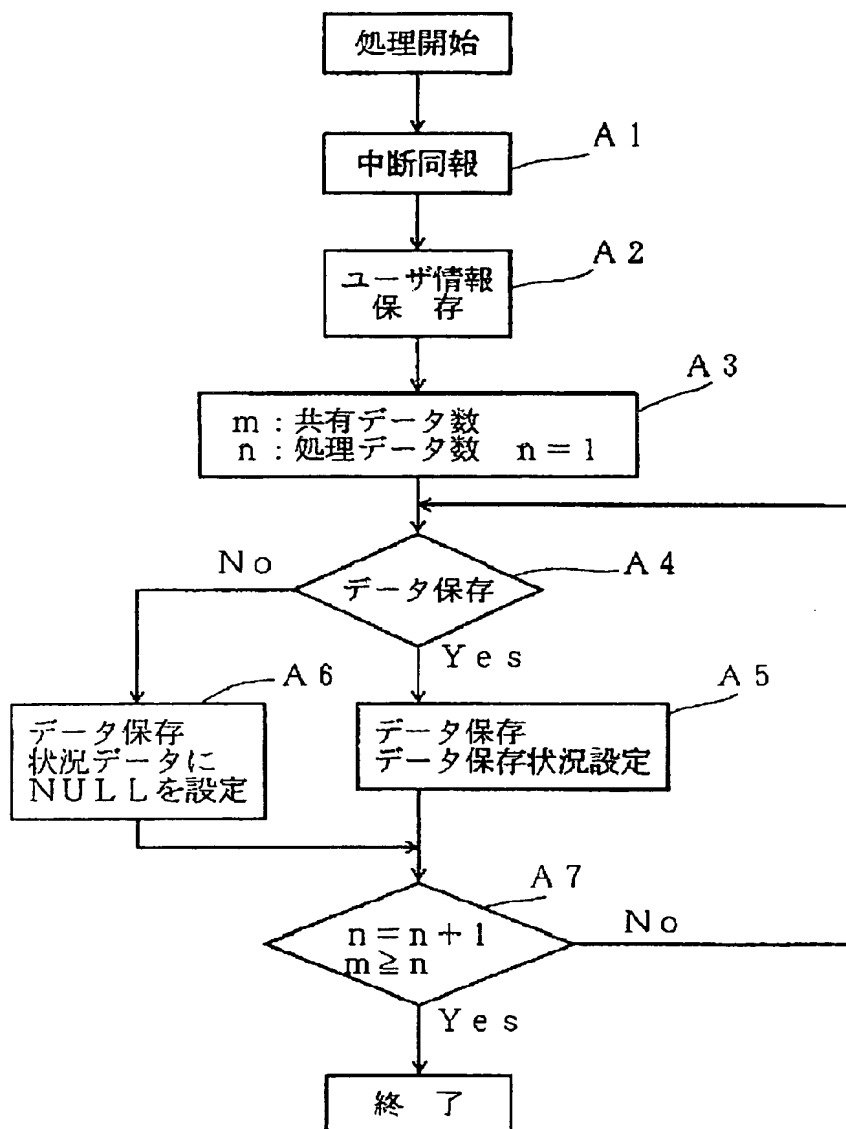 処理開始
中断同報
A1
ユーザ情報
保 存
A2
m：共有データ数
n：処理データ数 n＝1
A3
データ保存
A4
No
Yes
データ保存
状況データに
NULLを設定
A6
データ保存
データ保存状況設定
A5
n＝n＋1
m≧n
A7
No
Yes
終 了